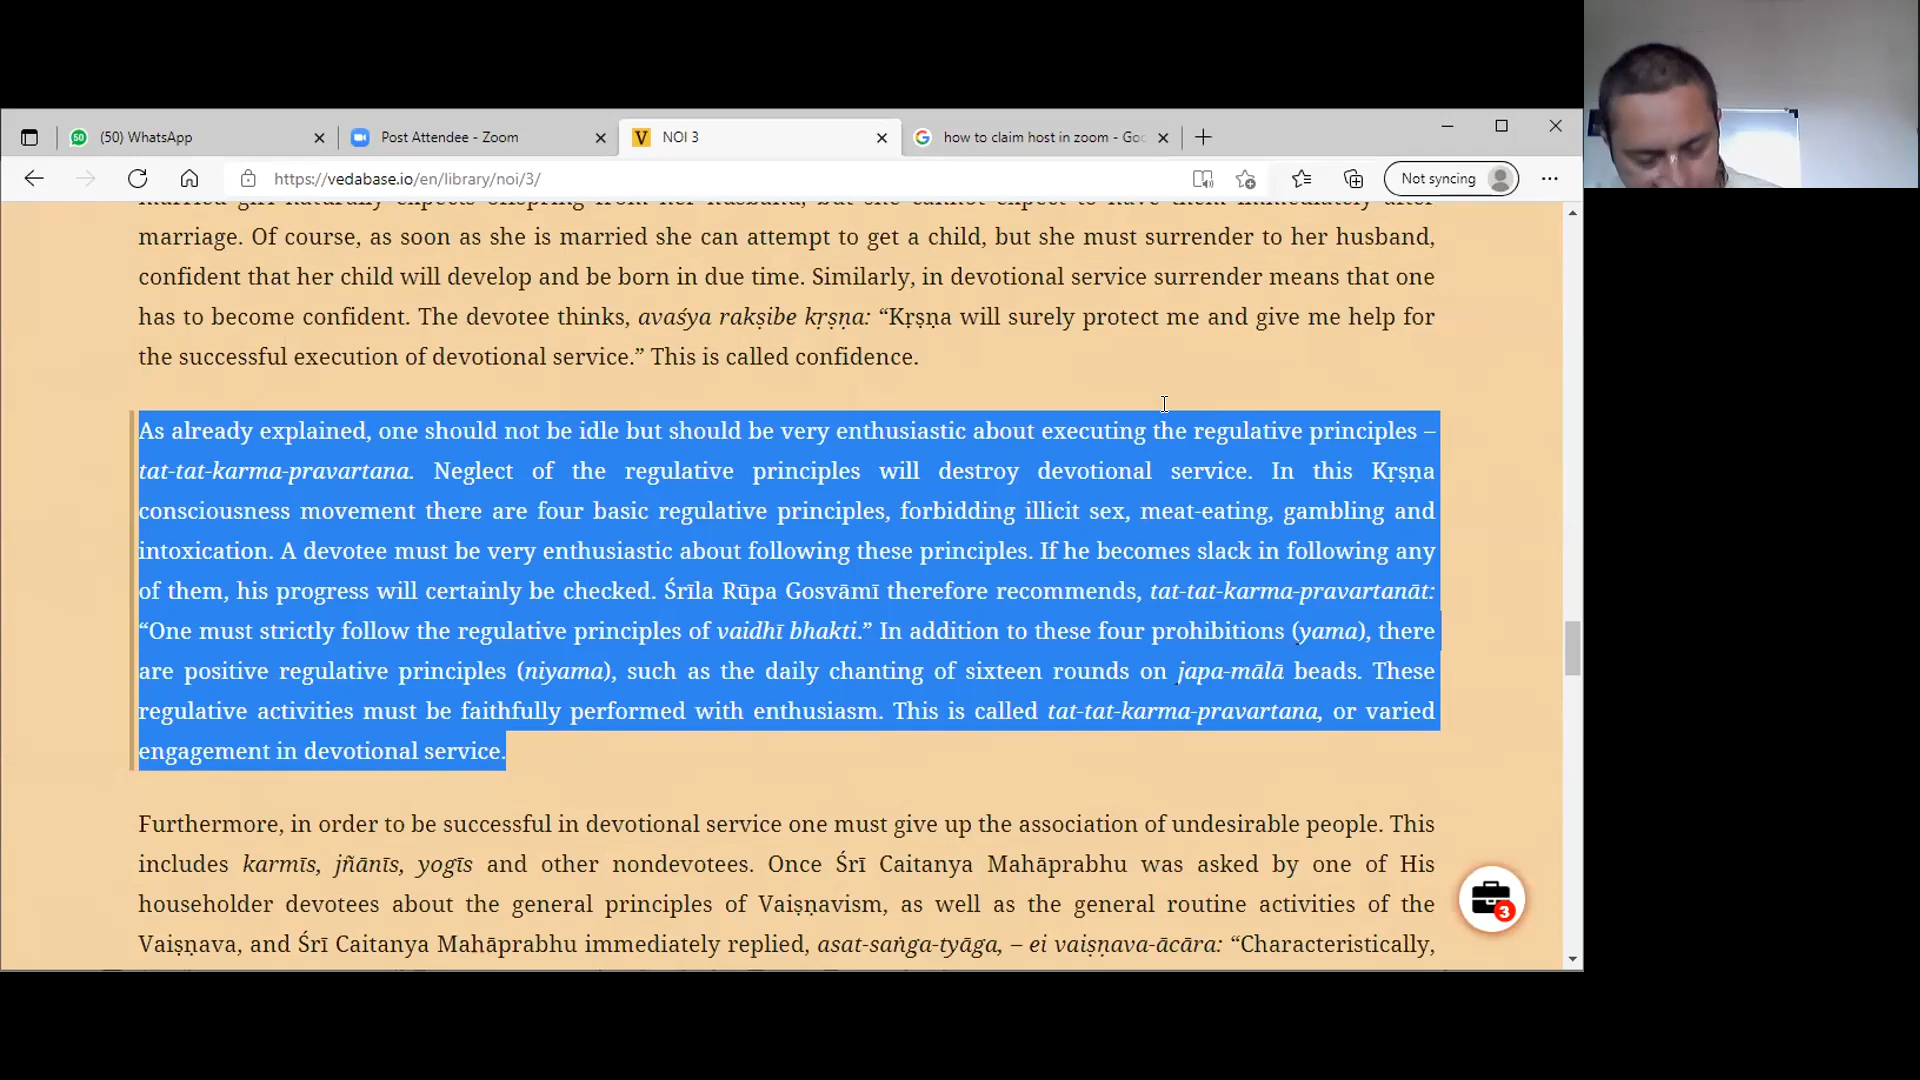 (50) WhatsApp
Post Attendee - Zoom
NOI 3
how to claim host in zoom - Goo
https://vedabase.io/en/library/noi/3/
Not syncing
marriage. Of course, as soon as she is married she can attempt to get a child, but she must surrender to her husband,
confident that her child will develop and be born in due time. Similarly, in devotional service surrender means that one
has to become confident. The devotee thinks, avaśya rakṣibe kṛṣṇa: “Kṛṣṇa will surely protect me and give me help for
the successful execution of devotional service.” This is called confidence.
As already explained, one should not be idle but should be very enthusiastic about executing the regulative principles –
tat-tat-karma-pravartana. Neglect of the regulative principles will destroy devotional service. In this Kṛṣṇa
consciousness movement there are four basic regulative principles, forbidding illicit sex, meat-eating, gambling and
intoxication. A devotee must be very enthusiastic about following these principles. If he becomes slack in following any
of them, his progress will certainly be checked. Śrīla Rūpa Gosvāmī therefore recommends, tat-tat-karma-pravartanāt:
“One must strictly follow the regulative principles of vaidhī bhakti.” In addition to these four prohibitions (yama), there
are positive regulative principles (niyama), such as the daily chanting of sixteen rounds on japa-mālā beads. These
regulative activities must be faithfully performed with enthusiasm. This is called tat-tat-karma-pravartana, or varied
engagement in devotional service.
Furthermore, in order to be successful in devotional service one must give up the association of undesirable people. This
includes karmīs, jñānīs, yogīs and other nondevotees. Once Śrī Caitanya Mahāprabhu was asked by one of His
householder devotees about the general principles of Vaiṣṇavism, as well as the general routine activities of the
Vaiṣṇava, and Śrī Caitanya Mahāprabhu immediately replied, asat-saṅga-tyāga, – ei vaiṣṇava-ācāra: “Characteristically,
3